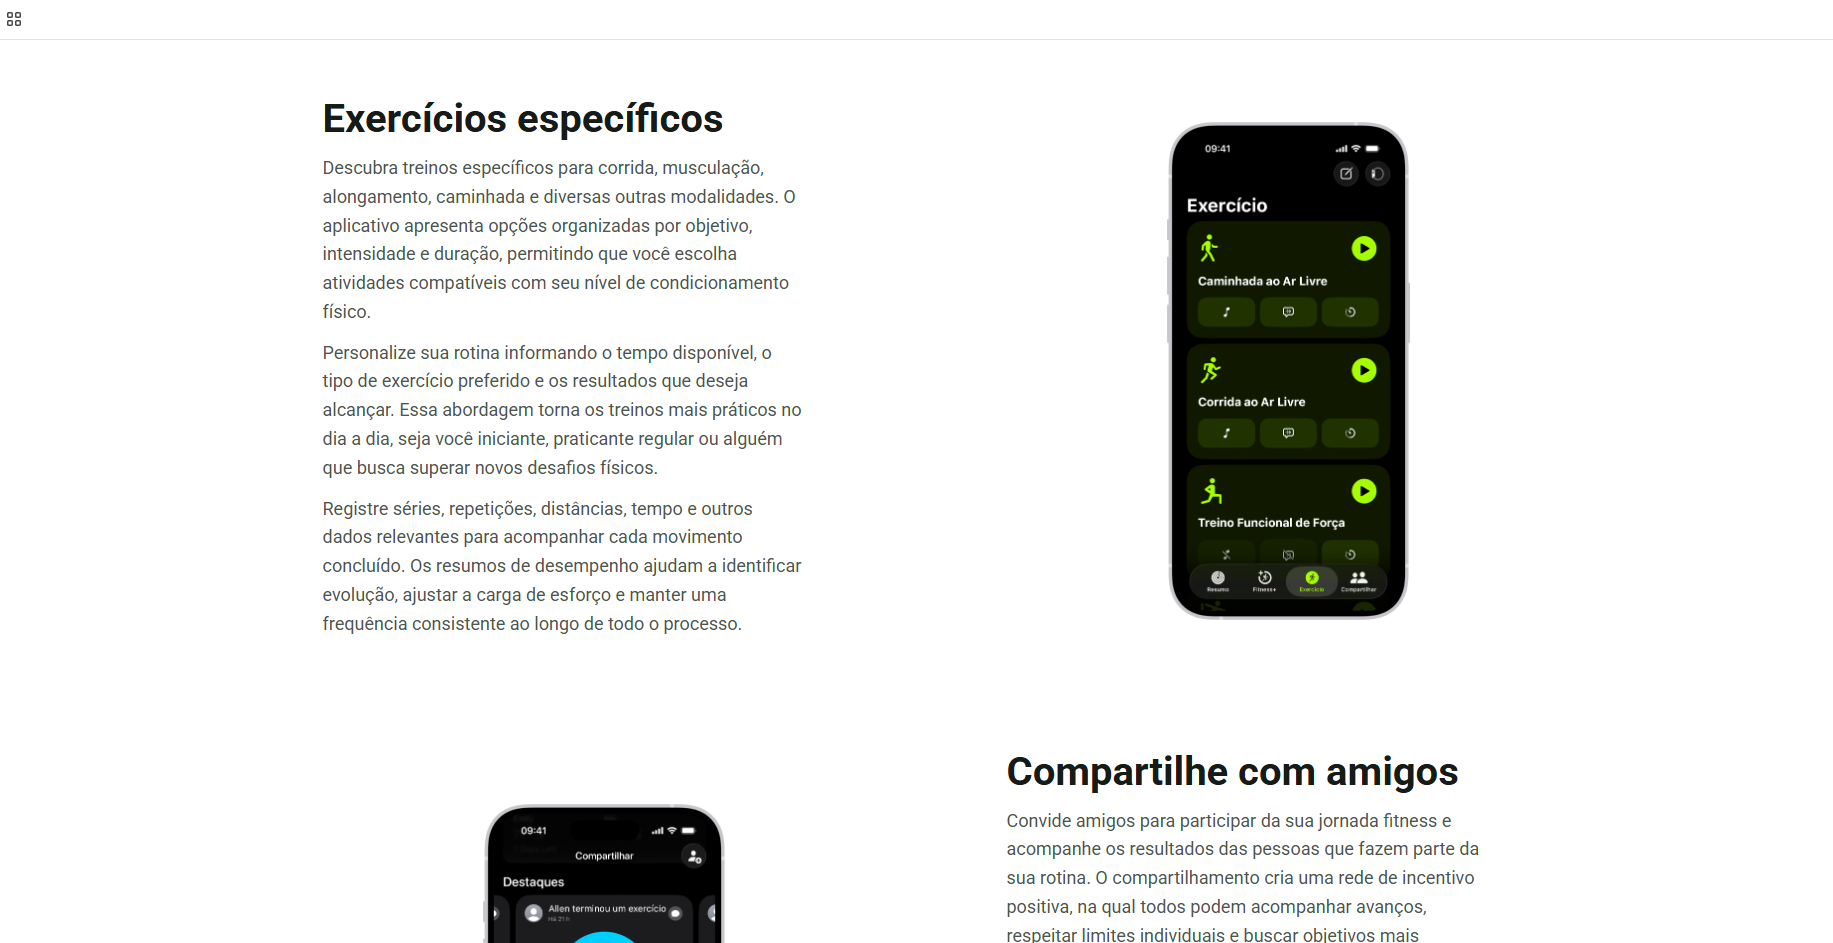 Exercícios específicos
Descubra treinos específicos para corrida, musculação,
alongamento, caminhada e diversas outras modalidades. O
aplicativo apresenta opções organizadas por objetivo,
intensidade e duração, permitindo que você escolha
atividades compatíveis com seu nível de condicionamento
físico.
Personalize sua rotina informando o tempo disponível, o
tipo de exercício preferido e os resultados que deseja
alcançar. Essa abordagem torna os treinos mais práticos no
dia a dia, seja você iniciante, praticante regular ou alguém
que busca superar novos desafios físicos.
Registre séries, repetições, distâncias, tempo e outros
dados relevantes para acompanhar cada movimento
concluído. Os resumos de desempenho ajudam a identificar
evolução, ajustar a carga de esforço e manter uma
frequência consistente ao longo de todo o processo.
09:41
Exercício
Caminhada ao Ar Livre
Corrida ao Ar Livre
Treino Funcional de Força
Resumo
Fitness+
Exercício
Compartilhar
09:41
Compartilhar
Destaques
Allen terminou um exercício
Há 21 h
Compartilhe com amigos
Convide amigos para participar da sua jornada fitness e
acompanhe os resultados das pessoas que fazem parte da
sua rotina. O compartilhamento cria uma rede de incentivo
positiva, na qual todos podem acompanhar avanços,
respeitar limites individuais e buscar objetivos mais